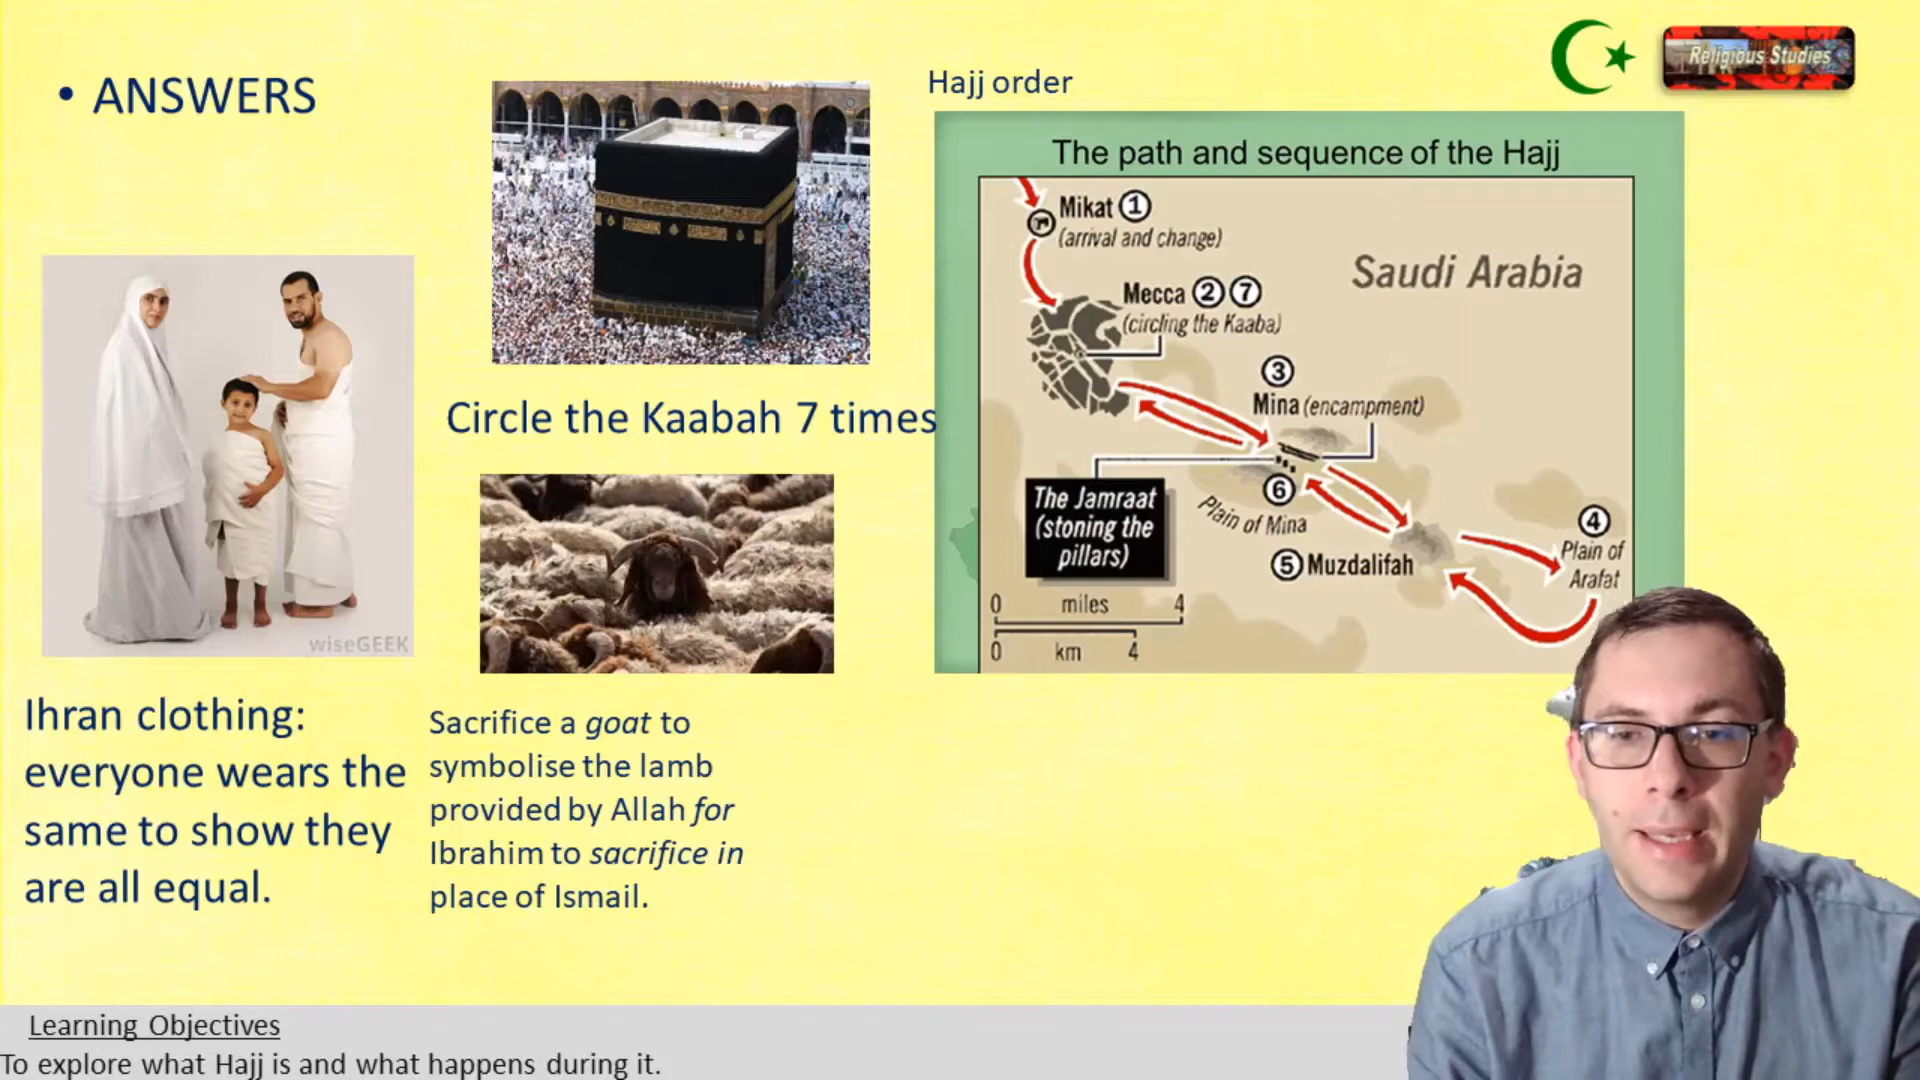 • ANSWERS
Hajj order
Religious Studies
The path and sequence of the Hajj
Mikat ①
(arrival and change)
Saudi Arabia
Mecca ② ⑦
(circling the Kaaba)
③
Mina (encampment)
The Jamraat
(stoning the
pillars)
⑥
Plain of Mina
④
Plain of
Arafat
⑤ Muzdalifah
0 miles 4
0 km 4
Circle the Kaabah 7 times
wiseGEEK
Ihran clothing:
everyone wears the
same to show they
are all equal.
Sacrifice a goat to
symbolise the lamb
provided by Allah for
Ibrahim to sacrifice in
place of Ismail.
Learning Objectives
To explore what Hajj is and what happens during it.